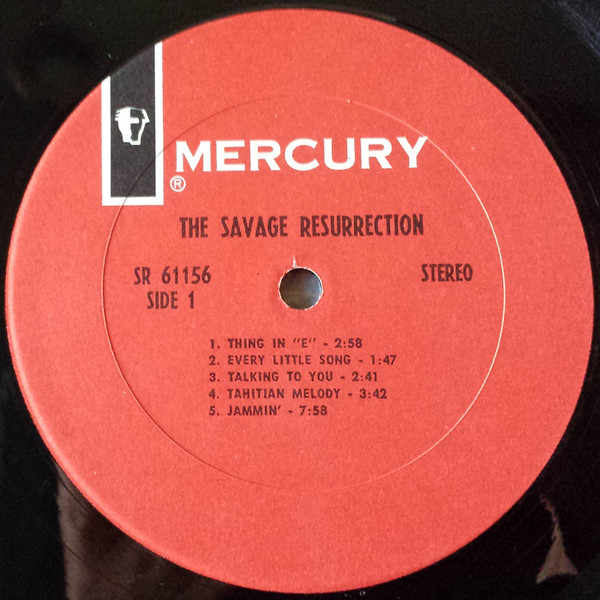 MERCURY
®
THE SAVAGE RESURRECTION
SR 61156
SIDE 1
STEREO
1. THING IN "E" - 2:58
2. EVERY LITTLE SONG - 1:47
3. TALKING TO YOU - 2:41
4. TAHITIAN MELODY - 3:42
5. JAMMIN' - 7:58